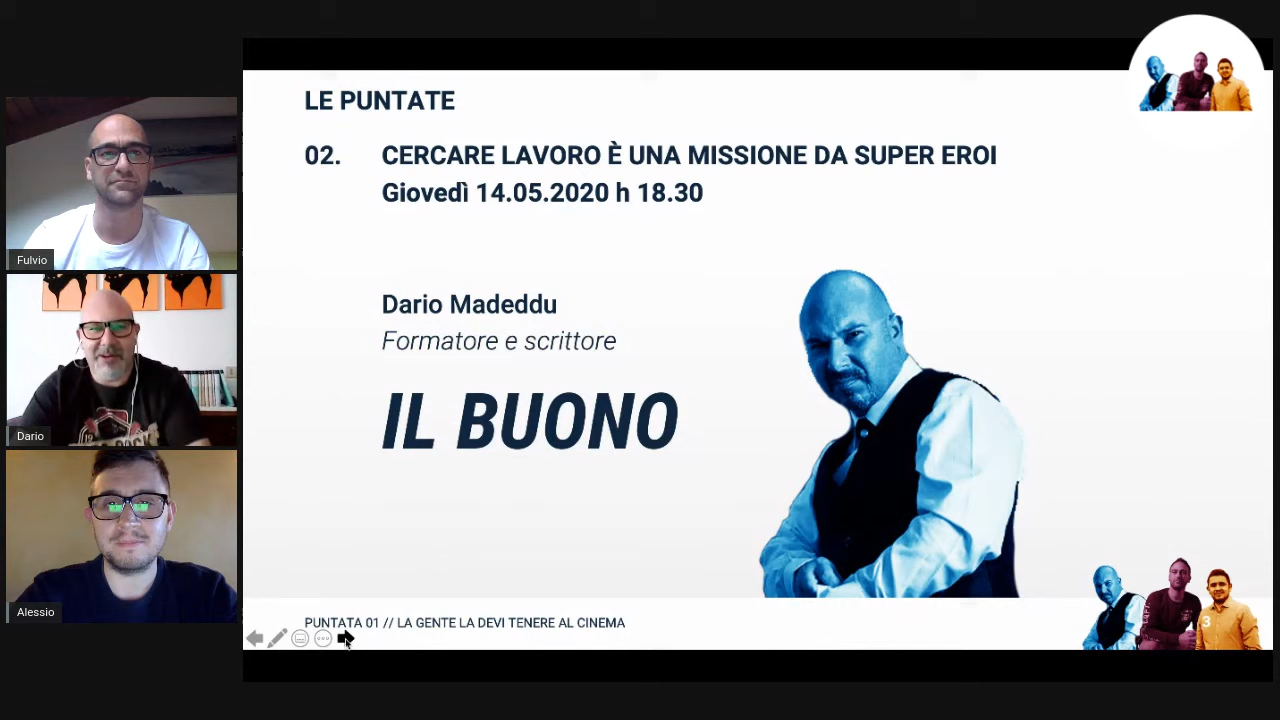 LE PUNTATE
02. CERCARE LAVORO È UNA MISSIONE DA SUPER EROI
Giovedì 14.05.2020 h 18.30
Dario Madeddu
Formatore e scrittore
IL BUONO
PUNTATA 01 // LA GENTE LA DEVI TENERE AL CINEMA
3
Fulvio
Dario
Alessio